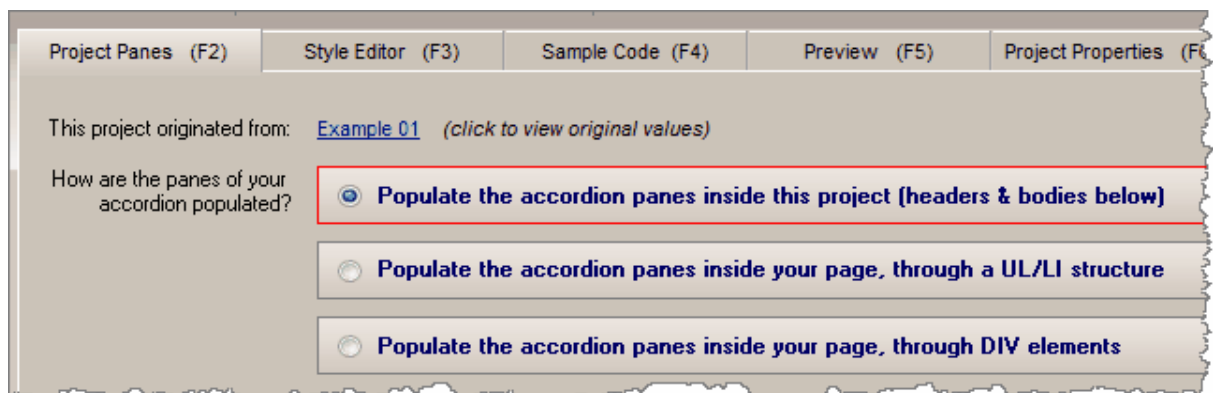 Project Panes (F2) Style Editor (F3) Sample Code (F4) Preview (F5) Project Properties
This project originated from: Example 01 (click to view original values)
How are the panes of your
accordion populated?
Populate the accordion panes inside this project (headers & bodies below)
Populate the accordion panes inside your page, through a UL/LI structure
Populate the accordion panes inside your page, through DIV elements